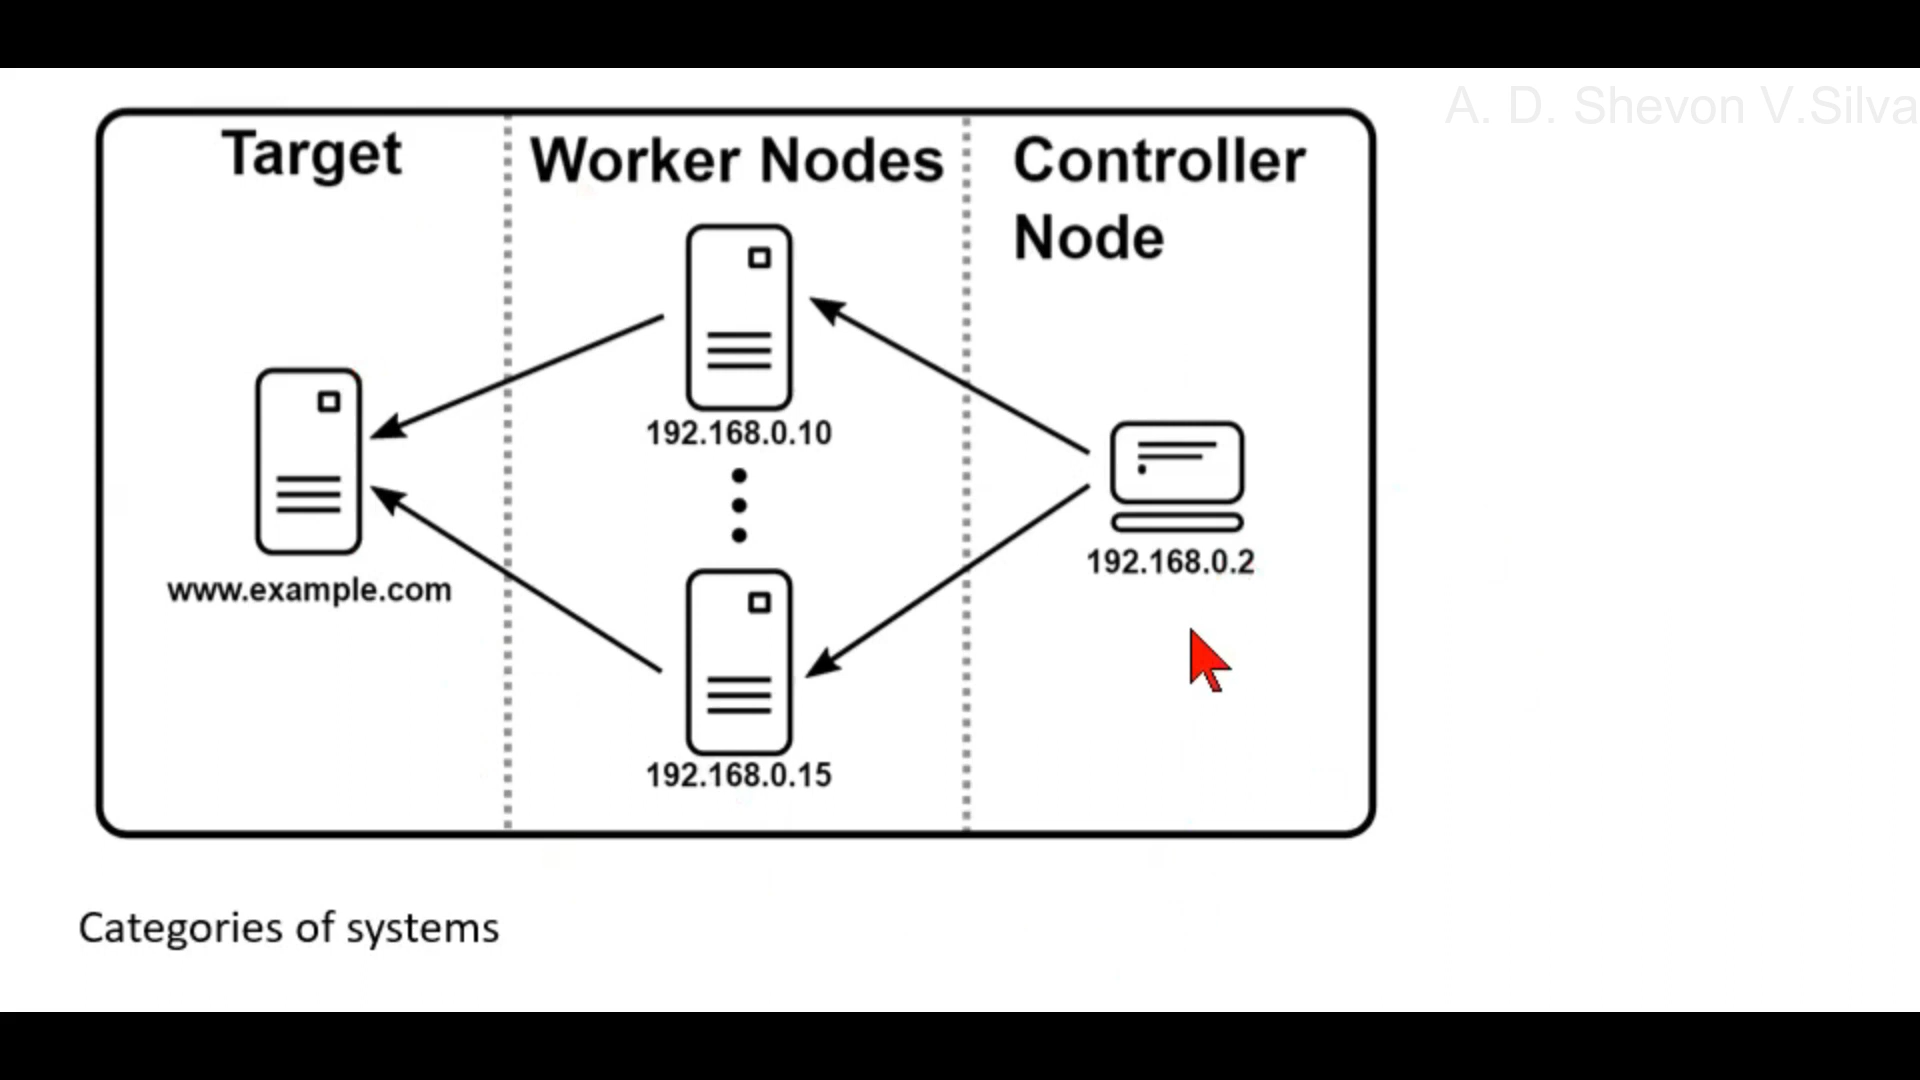 A. D. Shevon V.Silva
Target
Worker Nodes
Controller
Node
192.168.0.10
192.168.0.2
www.example.com
192.168.0.15
Categories of systems